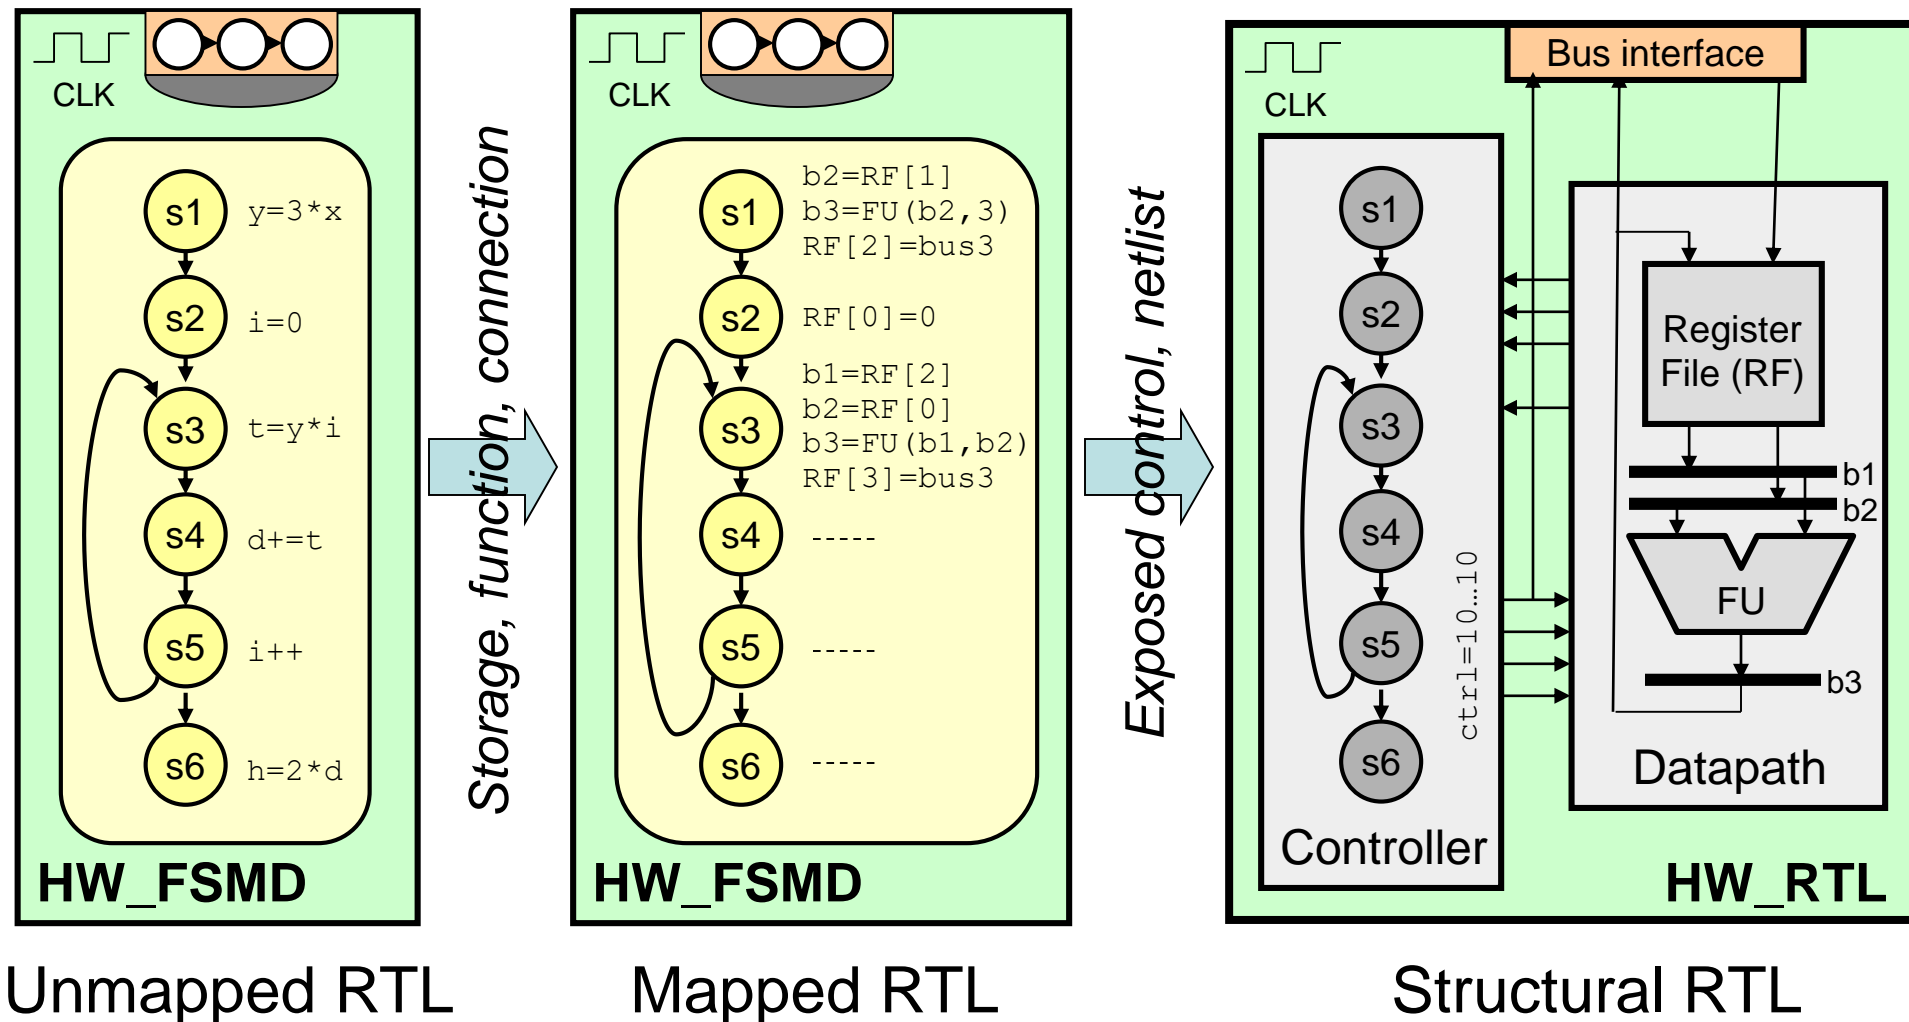 CLK
s1
y=3*x
s2
i=0
s3
t=y*i
s4
d+=t
s5
i++
s6
h=2*d
HW_FSMD
Unmapped RTL
Storage, function, connection
CLK
s1
b2=RF[1]
b3=FU(b2,3)
RF[2]=bus3
s2
RF[0]=0
s3
b1=RF[2]
b2=RF[0]
b3=FU(b1,b2)
RF[3]=bus3
s4
-----
s5
-----
s6
-----
HW_FSMD
Mapped RTL
Exposed control, netlist
CLK
Bus interface
s1
s2
s3
s4
s5
s6
Controller
ctrl=10…10
Register
File (RF)
b1
b2
FU
b3
Datapath
HW_RTL
Structural RTL